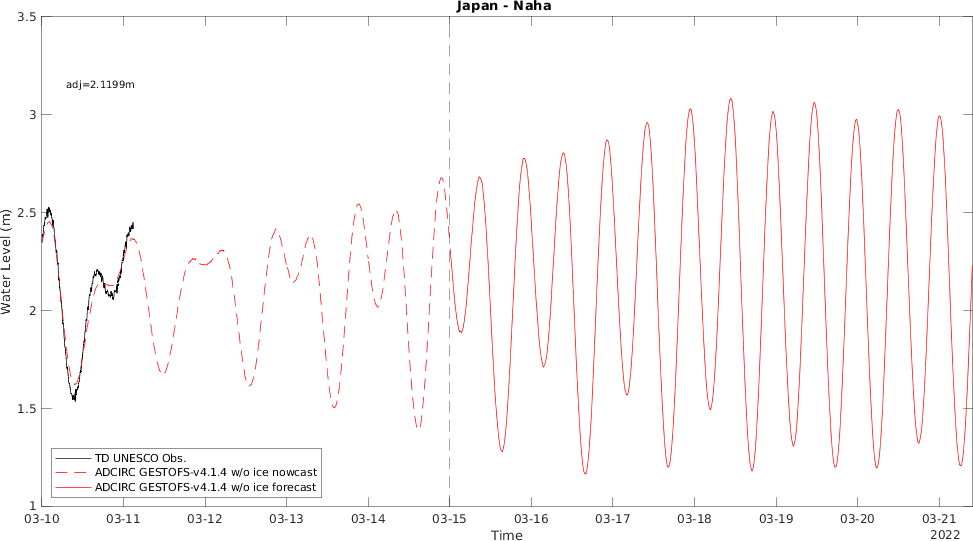 Japan - Naha
3.5
adj=2.1199m
3
2.5
Water Level (m)
2
1.5
1
TD UNESCO Obs.
ADCIRC GESTOFS-v4.1.4 w/o ice nowcast
ADCIRC GESTOFS-v4.1.4 w/o ice forecast
03-10 03-11 03-12 03-13 03-14 03-15 03-16 03-17 03-18 03-19 03-20 03-21
Time
2022